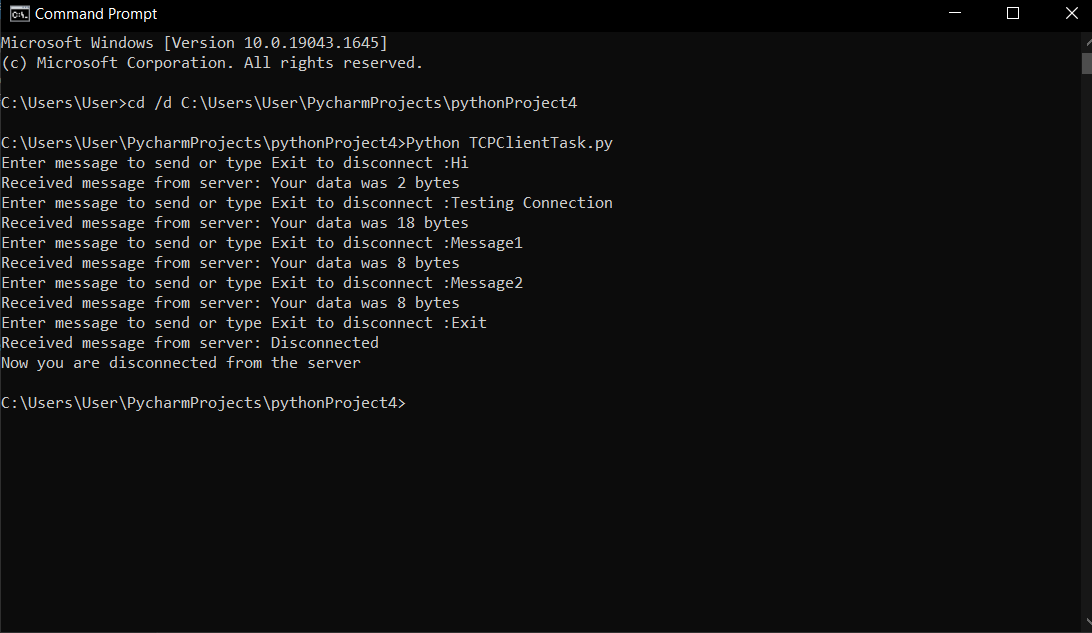 Command Prompt
Microsoft Windows [Version 10.0.19043.1645]
(c) Microsoft Corporation. All rights reserved.
C:\Users\User>cd /d C:\Users\User\PycharmProjects\pythonProject4
C:\Users\User\PycharmProjects\pythonProject4>Python TCPClientTask.py
Enter message to send or type Exit to disconnect :Hi
Received message from server: Your data was 2 bytes
Enter message to send or type Exit to disconnect :Testing Connection
Received message from server: Your data was 18 bytes
Enter message to send or type Exit to disconnect :Message1
Received message from server: Your data was 8 bytes
Enter message to send or type Exit to disconnect :Message2
Received message from server: Your data was 8 bytes
Enter message to send or type Exit to disconnect :Exit
Received message from server: Disconnected
Now you are disconnected from the server
C:\Users\User\PycharmProjects\pythonProject4>